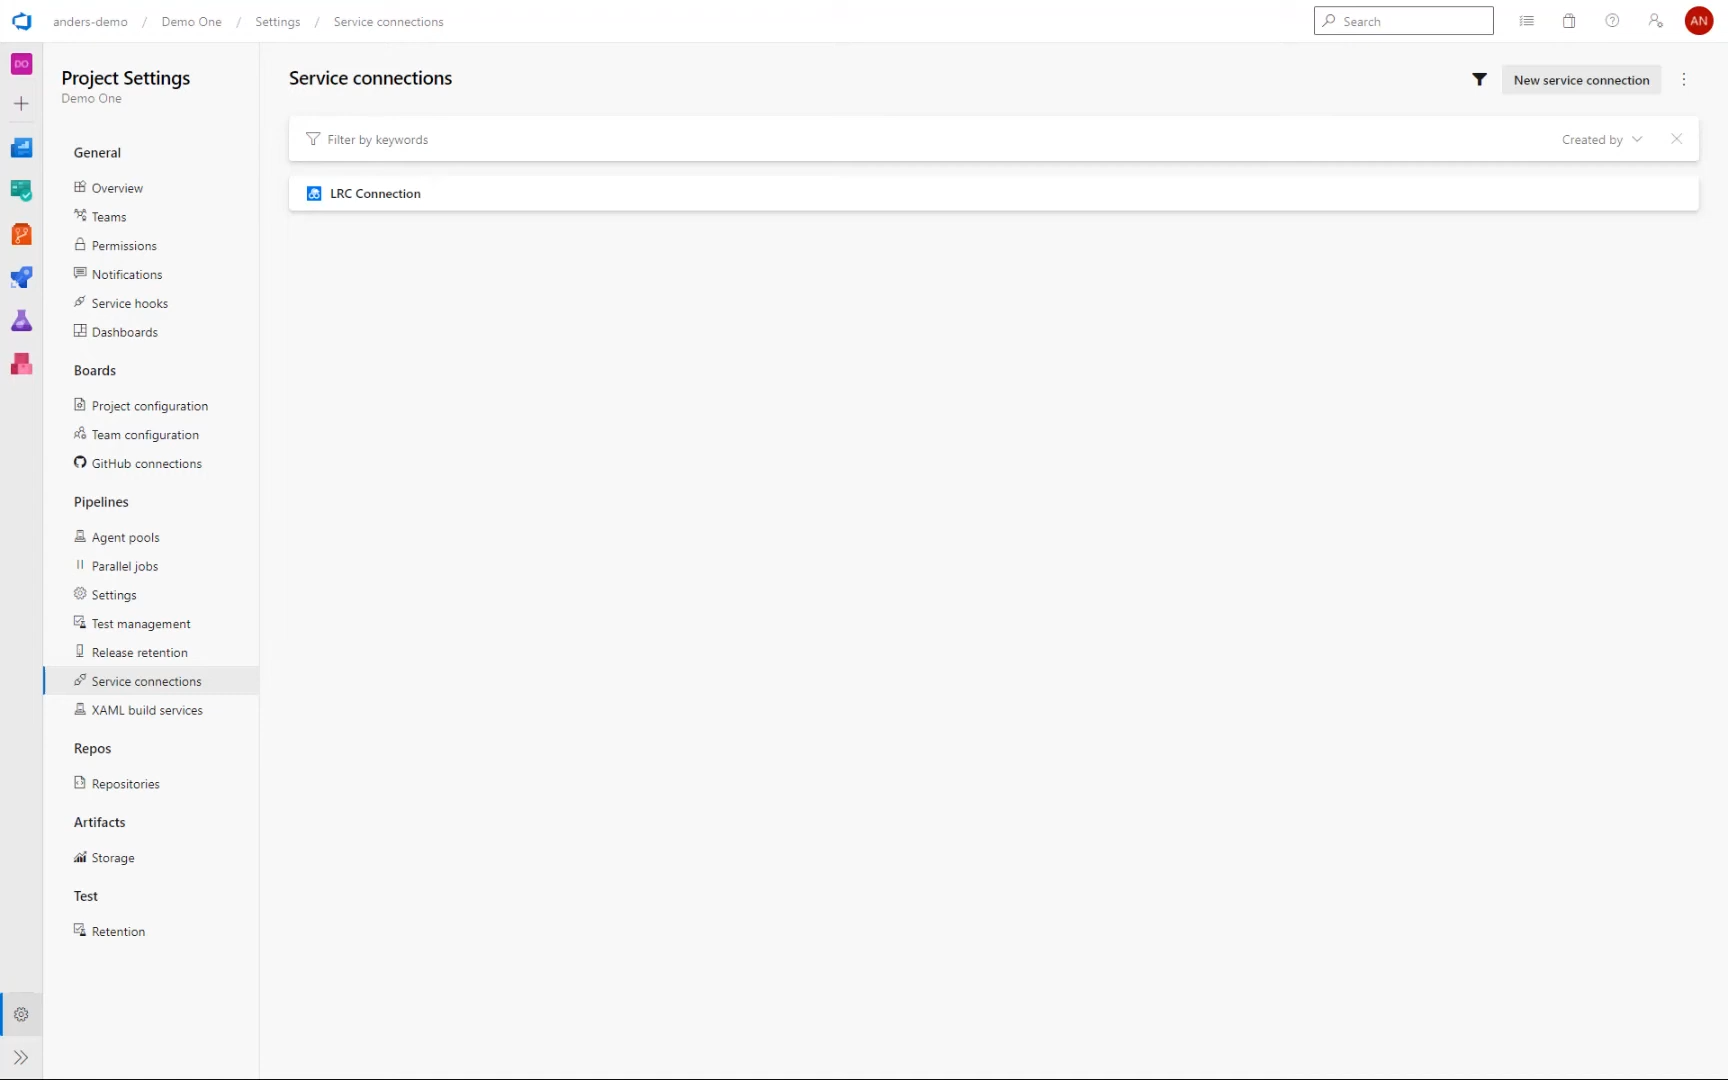 anders-demo / Demo One / Settings / Service connections
Search
AN
DO
Project Settings
Demo One
General
Overview
Teams
Permissions
Notifications
Service hooks
Dashboards
Boards
Project configuration
Team configuration
GitHub connections
Pipelines
Agent pools
Parallel jobs
Settings
Test management
Release retention
Service connections
XAML build services
Repos
Repositories
Artifacts
Storage
Test
Retention
Service connections
New service connection
Filter by keywords
Created by
LRC Connection